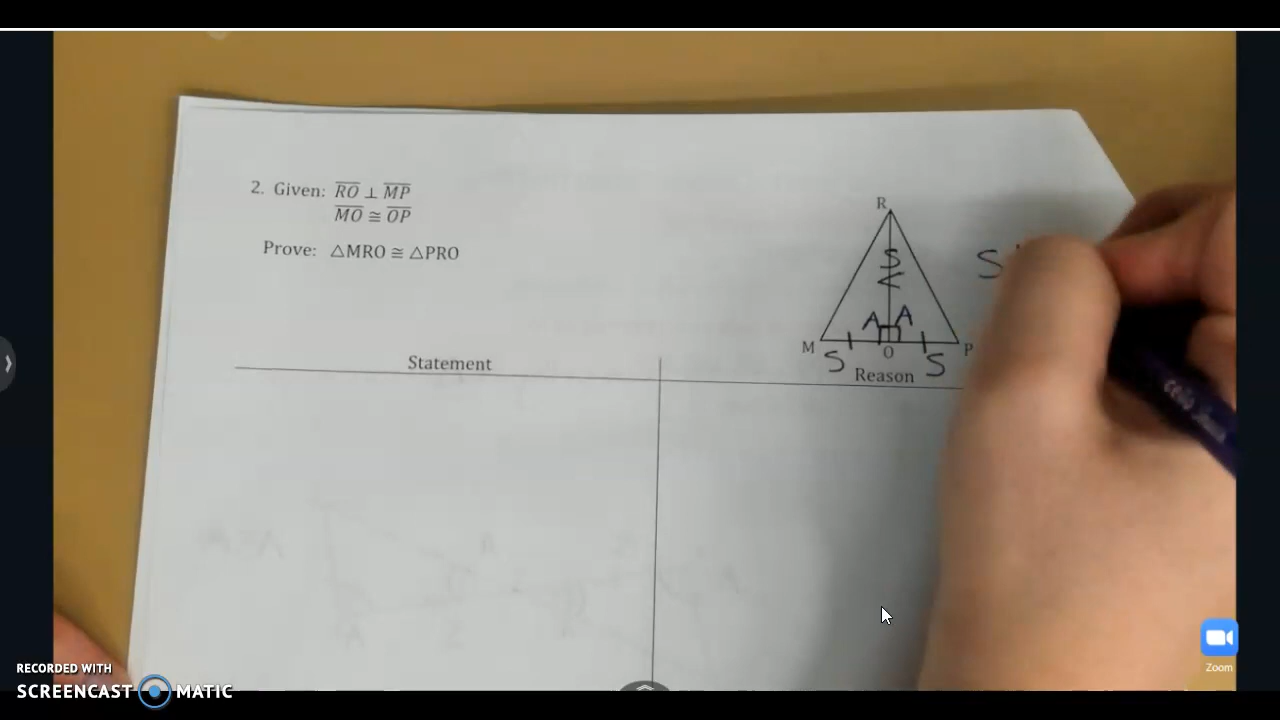 2. Given: RO ⊥ MP
MO ≅ OP
Prove: △MRO ≅ △PRO
R
S
S
A A
M O P
S S
Statement
Reason
Zoom
RECORDED WITH
SCREENCAST MATIC